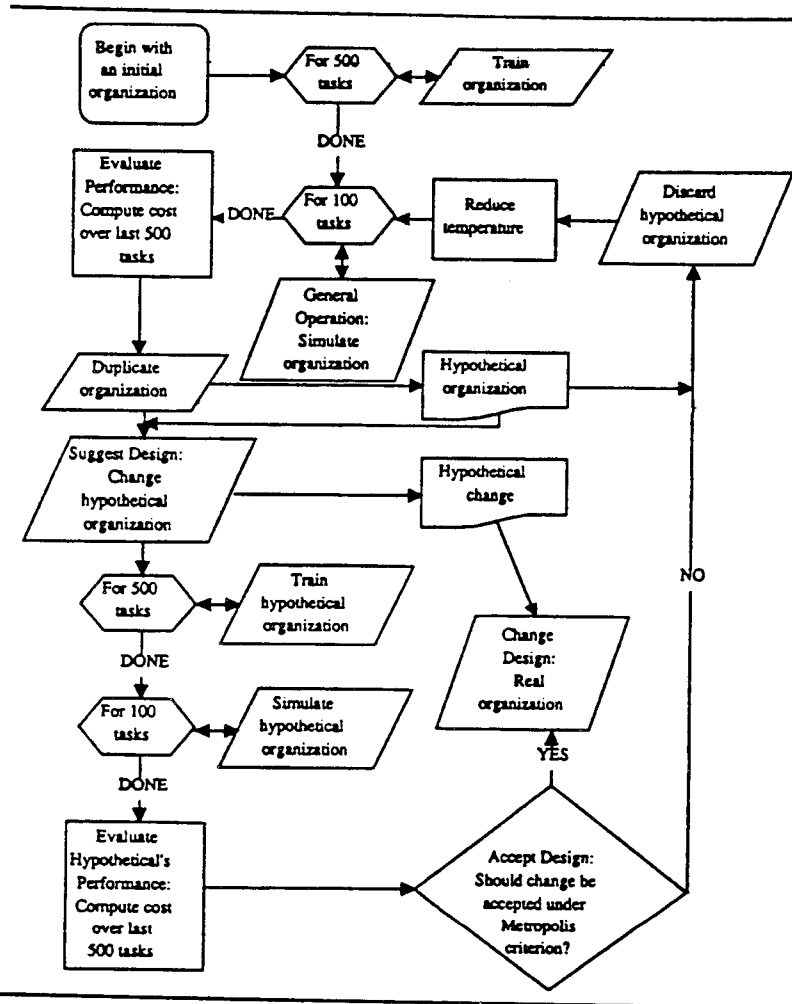 Begin with
an initial
organization
For 500
tasks
Train
organization
DONE
Evaluate
Performance:
Compute cost
over last 500
tasks
DONE
For 100
tasks
Reduce
temperature
Discard
hypothetical
organization
General
Operation:
Simulate
organization
Duplicate
organization
Hypothetical
organization
Suggest Design:
Change
hypothetical
organization
Hypothetical
change
For 500
tasks
Train
hypothetical
organization
NO
DONE
Change
Design:
Real
organization
For 100
tasks
Simulate
hypothetical
organization
YES
DONE
Evaluate
Hypothetical's
Performance:
Compute cost
over last
500 tasks
Accept Design:
Should change be
accepted under
Metropolis
criterion?